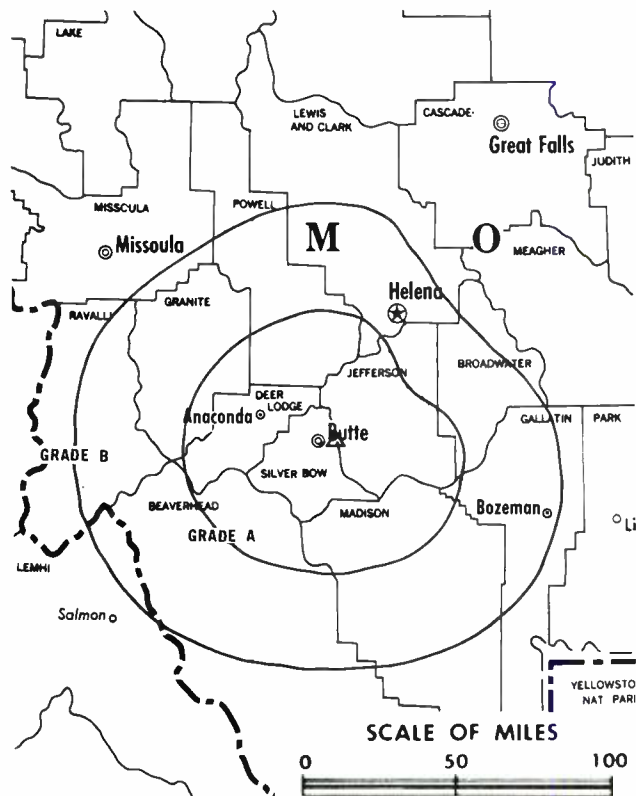 LAKE
LEWIS
AND CLARK
CASCADE
Great Falls
JUDITH
MISSCULA
POWELL
M
O
MEAGHER
Missoula
Helena
RAVALLI
GRANITE
JEFFERSON
BROADWATER
DEER
LODGE
Anaconda
GALLATIN
PARK
Butte
GRADE B
SILVER BOW
BEAVERHEAD
MADISON
Bozeman
GRADE A
Li
LEMHI
Salmon
YELLOWSTO
NAT PAR
SCALE OF MILES
0
50
100